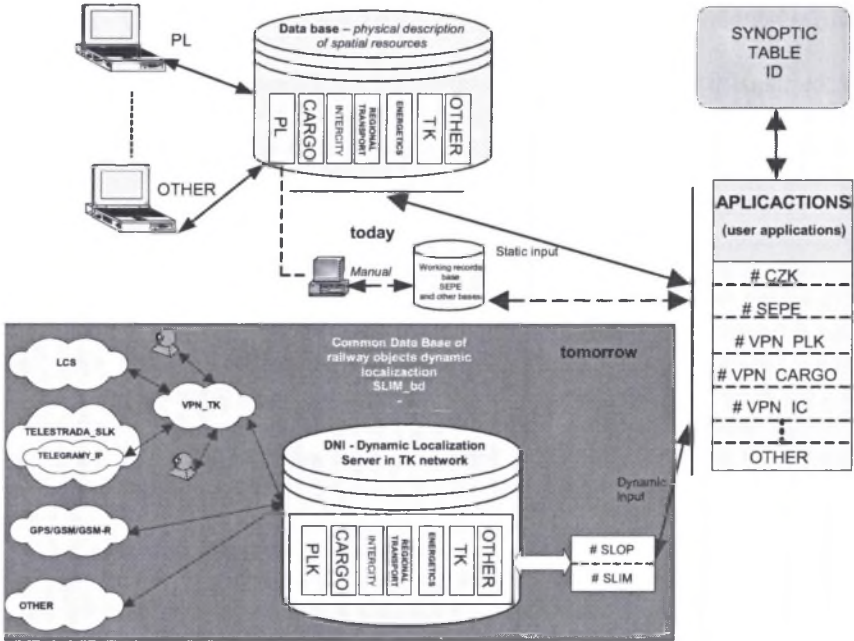 PL
OTHER
Data base – physical description
of spatial resources
PL
CARGO
INTERCITY
REGIONAL
TRANSPORT
ENERGETICS
TK
OTHER
SYNOPTIC
TABLE
ID
today
Static input
Manual
Working records
base
SEPE
and other bases
APLICACTIONS
(user applications)
# CZK
# SEPE
# VPN_PLK
# VPN_CARGO
# VPN_IC
OTHER
tomorrow
Common Data Base of
railway objects dynamic
localizaction
SLIM_bd
LCS
VPN_TK
TELESTRADA_SLK
TELEGRAMY_IP
GPS/GSM/GSM-R
OTHER
DNI - Dynamic Localization
Server in TK network
PLK
CARGO
INTERCITY
REGIONAL
TRANSPORT
ENERGETICS
TK
OTHER
Dynamic
Input
# SLOP
# SLIM